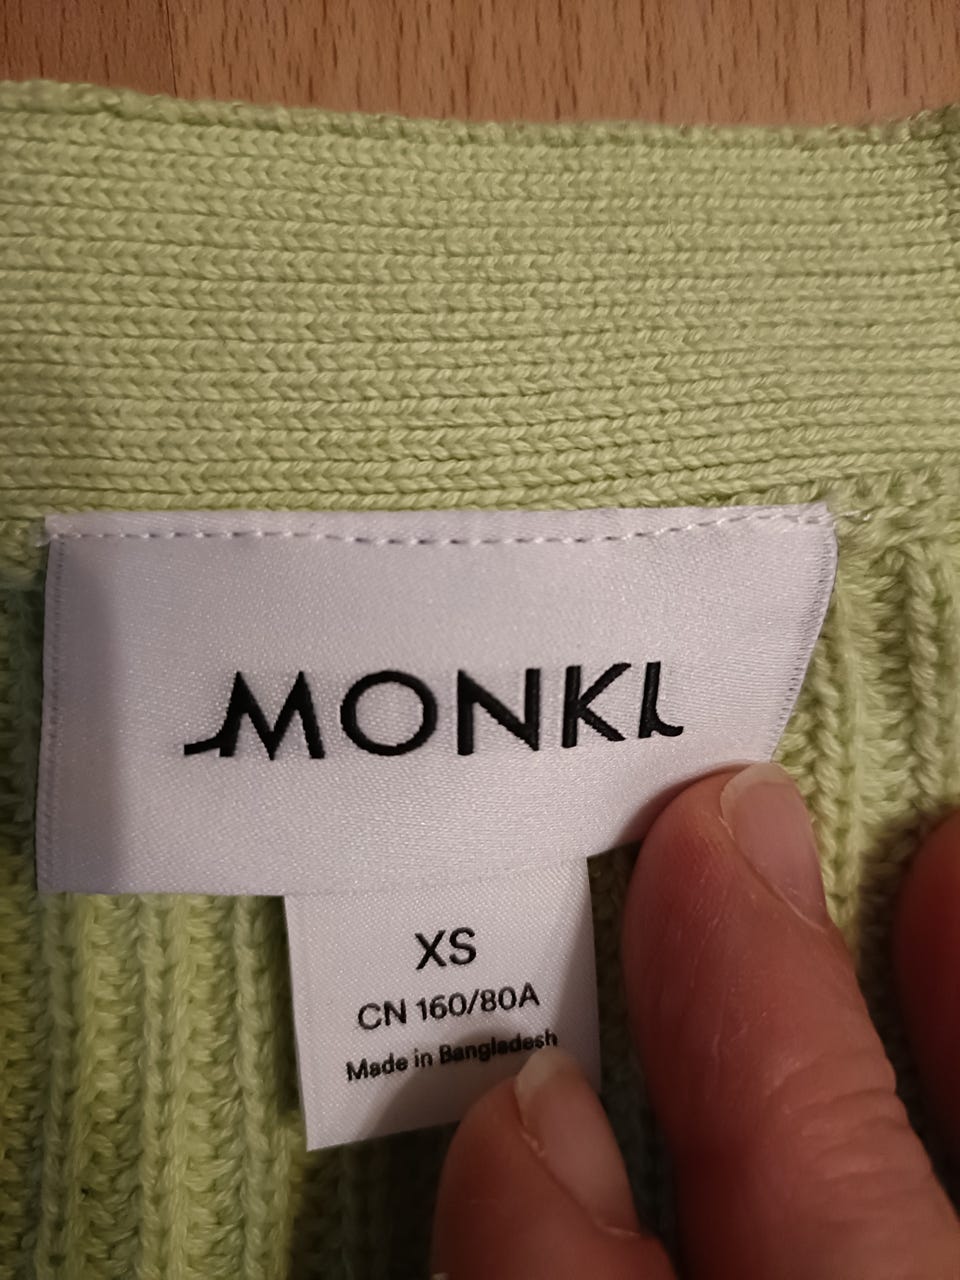 MONKI
XS
CN 160/80A
Made in Bangladesh